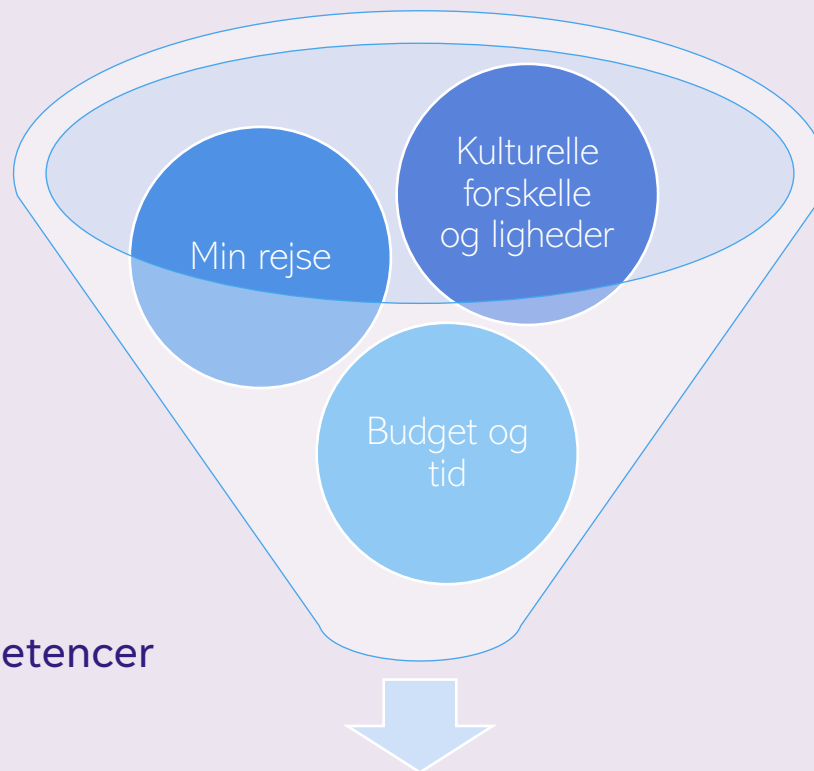 Kulturelle
forskelle
og ligheder
Min rejse
Budget og
tid
etencer